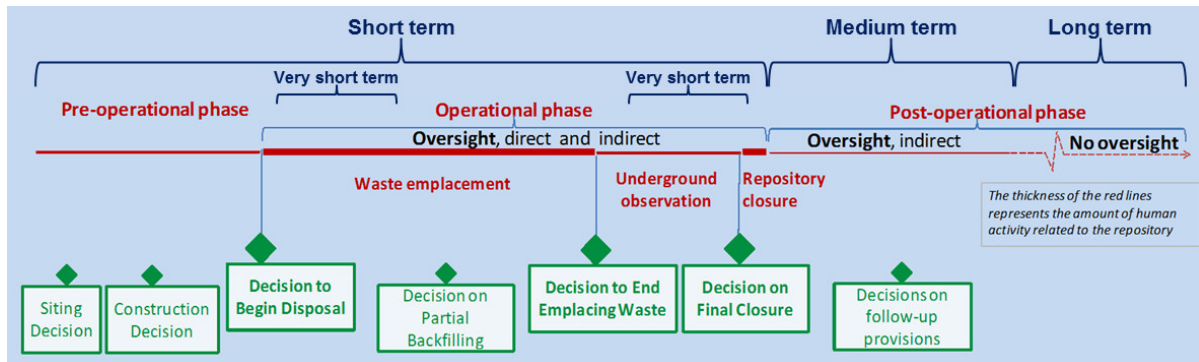 Short term
Medium term
Long term
Very short term
Very short term
Pre-operational phase
Operational phase
Post-operational phase
Oversight, direct and indirect
Oversight, indirect
No oversight
Waste emplacement
Underground
observation
Repository
closure
The thickness of the red lines
represents the amount of human
activity related to the repository
Siting
Decision
Construction
Decision
Decision to
Begin Disposal
Decision on
Partial
Backfilling
Decision to End
Emplacing Waste
Decision on
Final Closure
Decisions on
follow-up
provisions